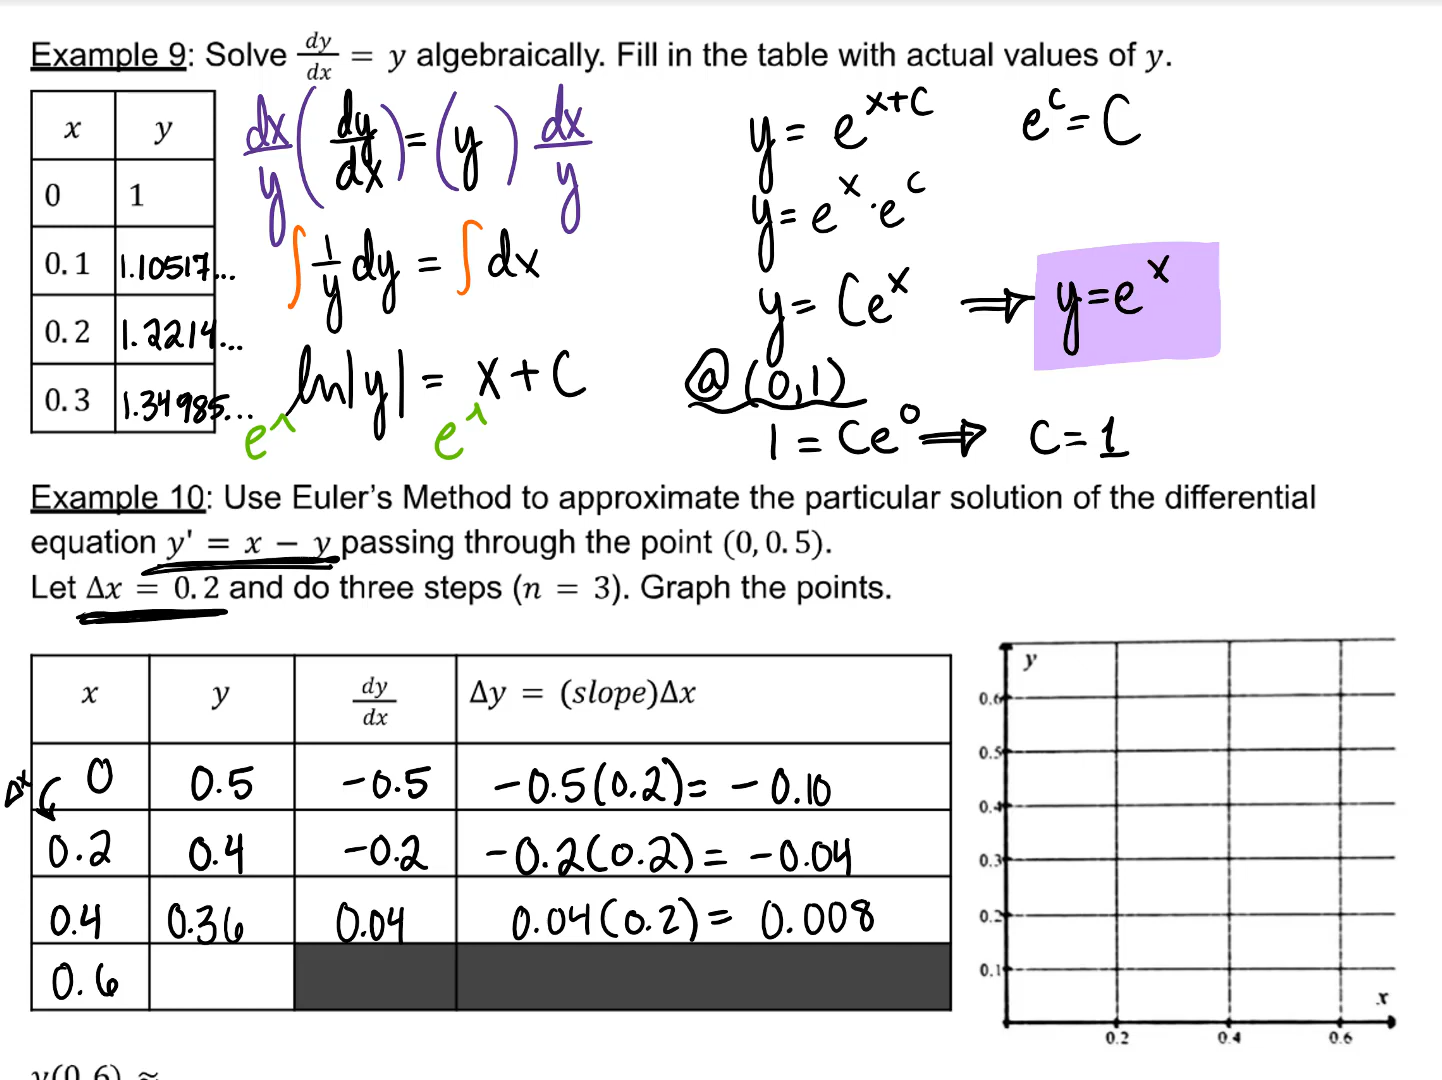 Example 9: Solve dy/dx = y algebraically. Fill in the table with actual values of y.
x y
0 1
0.1 1.10517...
0.2 1.2214...
0.3 1.34985...
dx/y (dy/dx) = (y) dx/y
∫ 1/y dy = ∫ dx
ln|y| = x + C
e^ e^
y = e^(x+C)
e^C = C
y = e^x · e^C
y = Ce^x ⇒ y = e^x
@ (0,1)
1 = Ce^0 ⇒ C = 1
Example 10: Use Euler's Method to approximate the particular solution of the differential
equation y' = x − y passing through the point (0, 0.5).
Let Δx = 0.2 and do three steps (n = 3). Graph the points.
x y dy/dx Δy = (slope)Δx
Δx
0 0.5 −0.5 −0.5(0.2) = −0.10
0.2 0.4 −0.2 −0.2(0.2) = −0.04
0.4 0.36 0.04 0.04(0.2) = 0.008
0.6
y
0.6
0.5
0.4
0.3
0.2
0.1
x
0.2 0.4 0.6
y(0.6) ≈